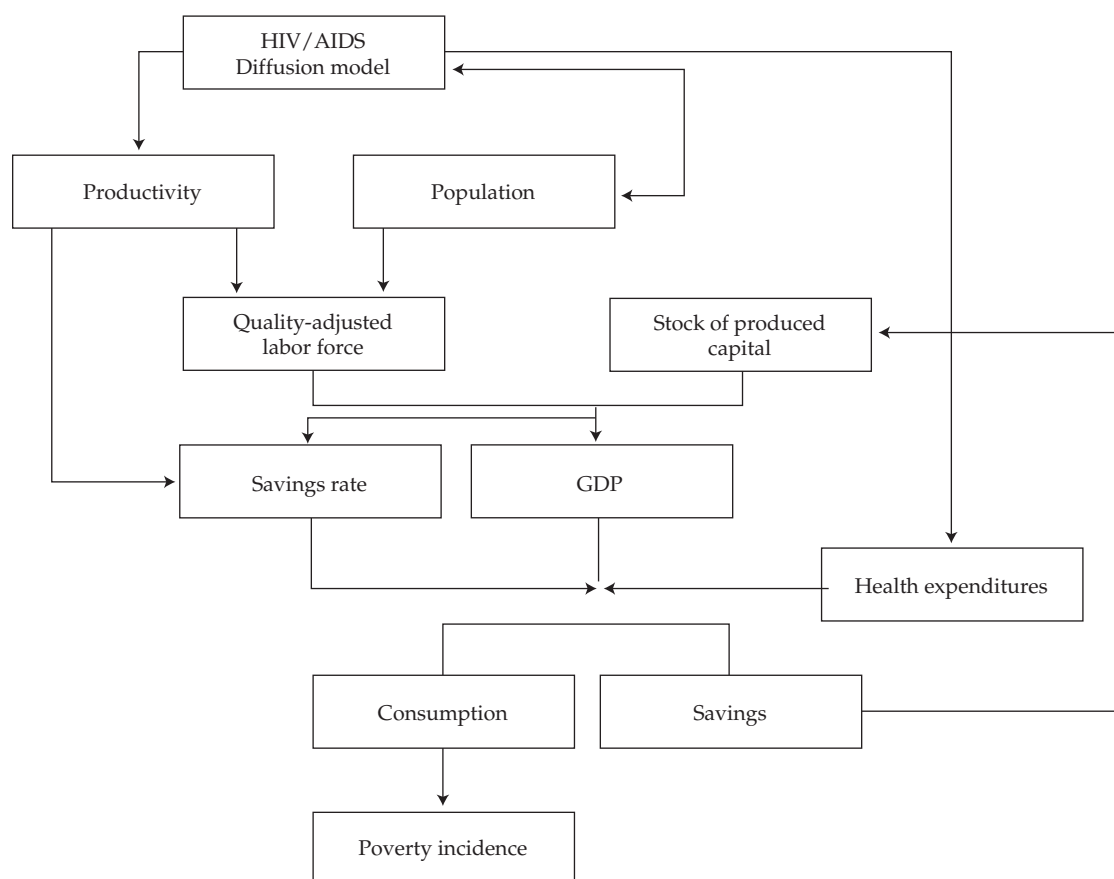 HIV/AIDS
Diffusion model
Productivity
Population
Quality-adjusted
labor force
Stock of produced
capital
Savings rate
GDP
Health expenditures
Consumption
Savings
Poverty incidence